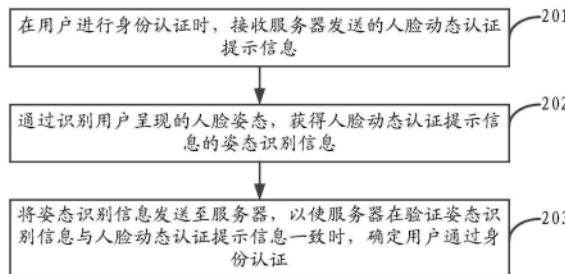 在用户进行身份认证时，接收服务器发送的人脸动态认证
提示信息
201
通过识别用户呈现的人脸姿态，获得人脸动态认证提示信
息的姿态识别信息
202
将姿态识别信息发送至服务器，以使服务器在验证姿态识
别信息与人脸动态认证提示信息一致时，确定用户通过身
份认证
203